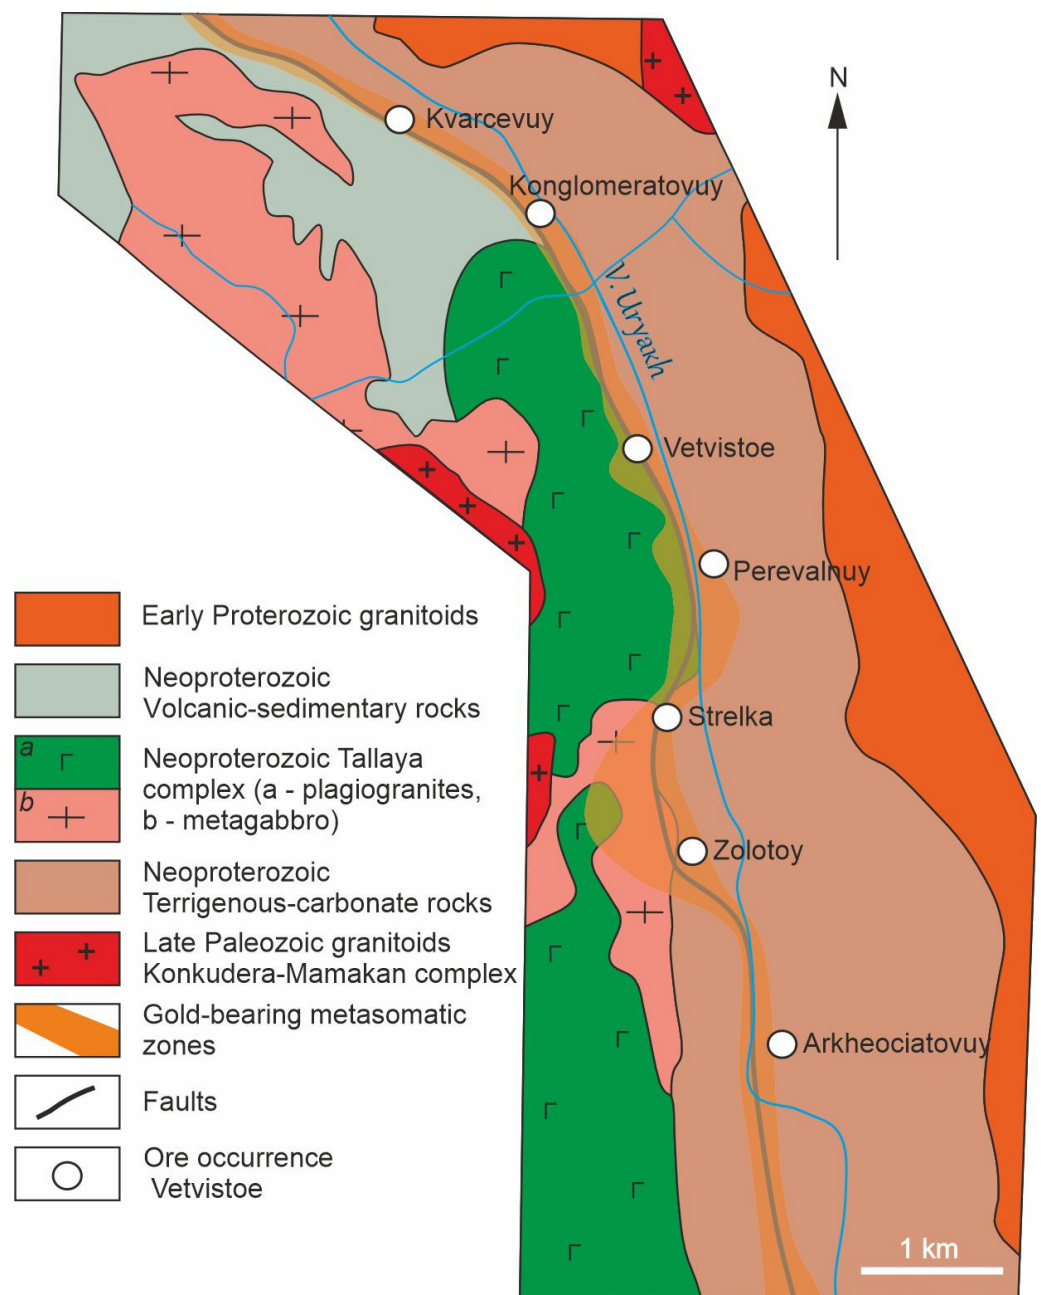 N
Kvarcevuy
Konglomeratovuy
V. Uryakh
Vetvistoe
Perevalnuy
Strelka
Zolotoy
Arkheociatovuy
Early Proterozoic granitoids
Neoproterozoic
Volcanic-sedimentary rocks
a
b
Neoproterozoic Tallaya
complex (a - plagiogranites,
b - metagabbro)
Neoproterozoic
Terrigenous-carbonate rocks
Late Paleozoic granitoids
Konkudera-Mamakan complex
Gold-bearing metasomatic
zones
Faults
Ore occurrence
Vetvistoe
1 km